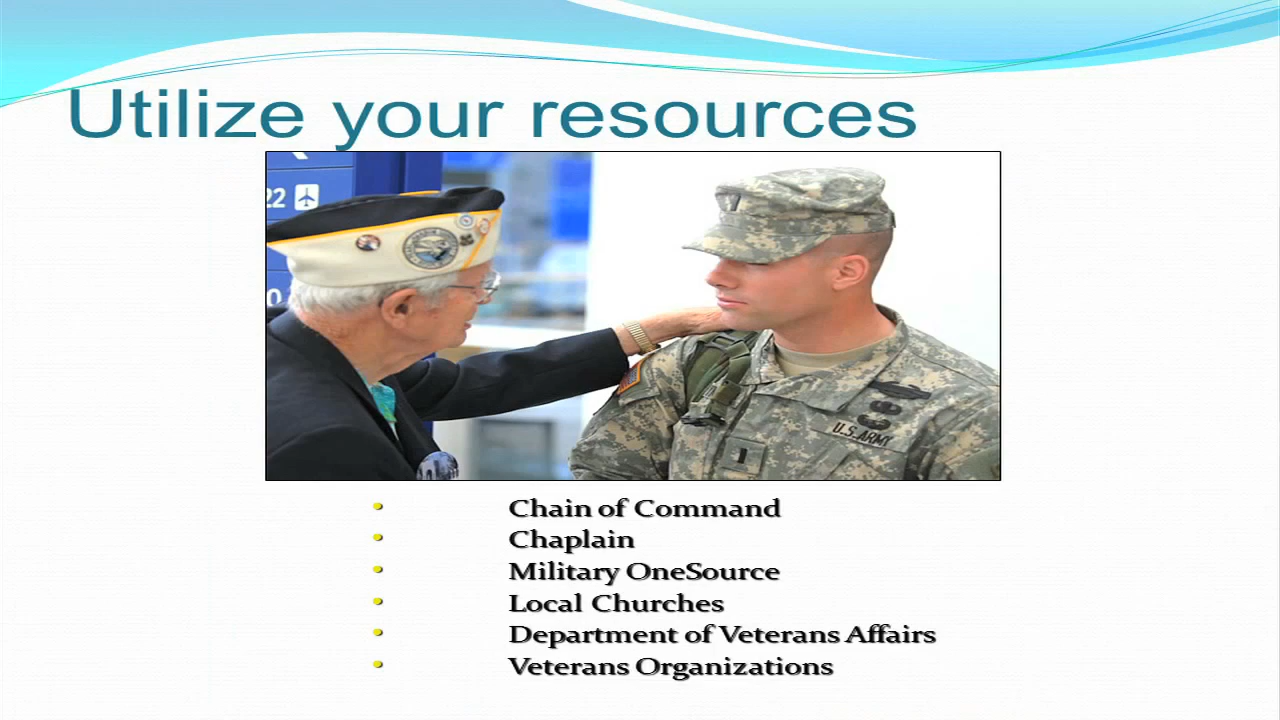 Utilize your resources
22
0
U.S. ARMY
Chain of Command
Chaplain
Military OneSource
Local Churches
Department of Veterans Affairs
Veterans Organizations